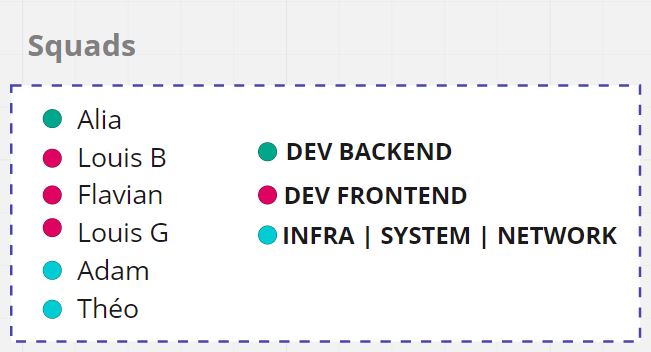 Squads
Alia
Louis B
Flavian
Louis G
Adam
Théo
DEV BACKEND
DEV FRONTEND
INFRA | SYSTEM | NETWORK